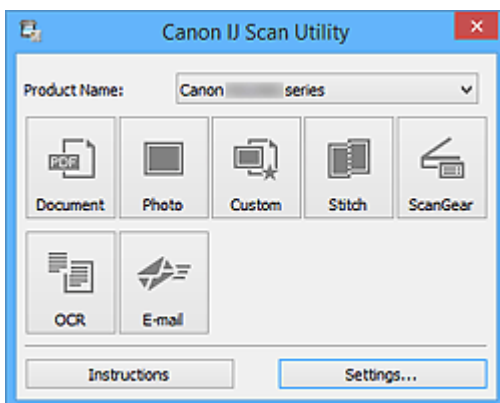 Canon IJ Scan Utility
Product Name: Canon series
PDF
Document Photo Custom Stitch ScanGear
OCR E-mail
Instructions Settings...